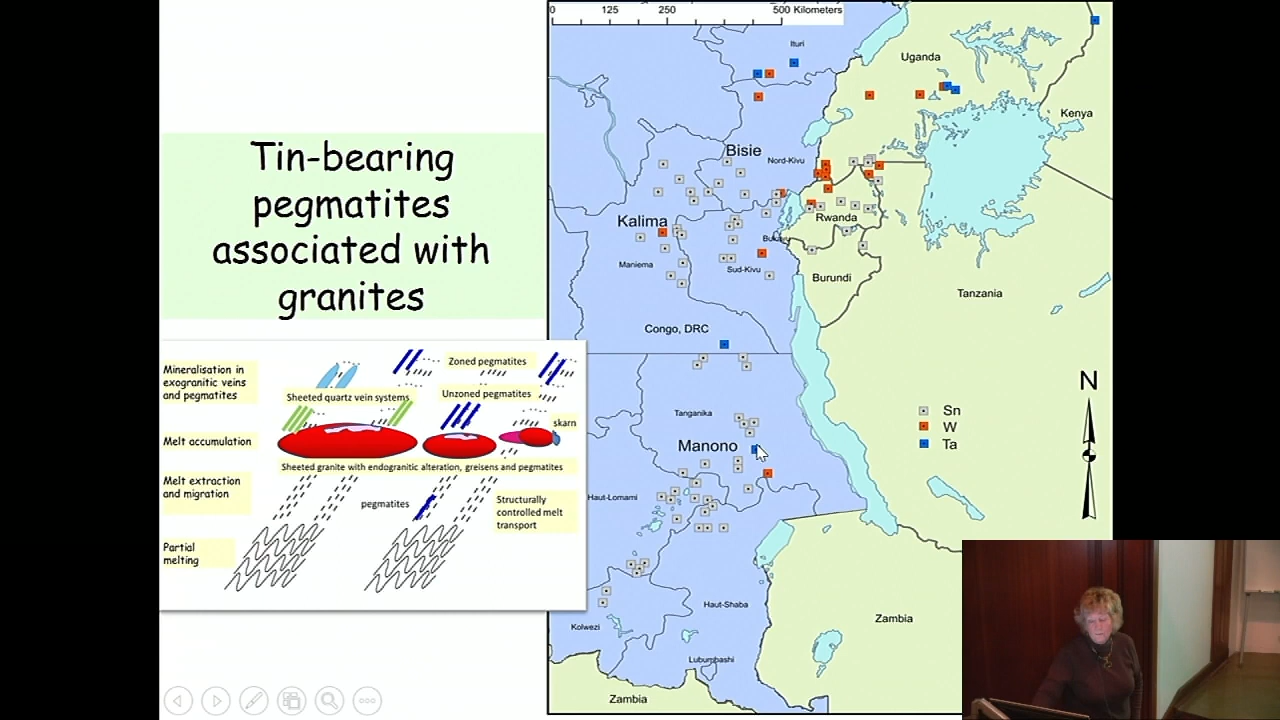 Tin-bearing
pegmatites
associated with
granites
Mineralisation in
exogranitic veins
and pegmatites
Zoned pegmatites
Sheeted quartz vein systems
Unzoned pegmatites
skarn
Melt accumulation
Sheeted granite with endogranitic alteration, greisens and pegmatites
Melt extraction
and migration
pegmatites
Structurally
controlled melt
transport
Partial
melting
0 125 250 500 Kilometers
Ituri
Uganda
Kenya
Bisie
Nord-Kivu
Kalima
Rwanda
Maniema
Sud-Kivu
Burundi
Tanzania
Congo, DRC
N
Sn
W
Ta
Tanganika
Manono
Haut-Lomami
Haut-Shaba
Zambia
Kolwezi
Lubumbashi
Zambia